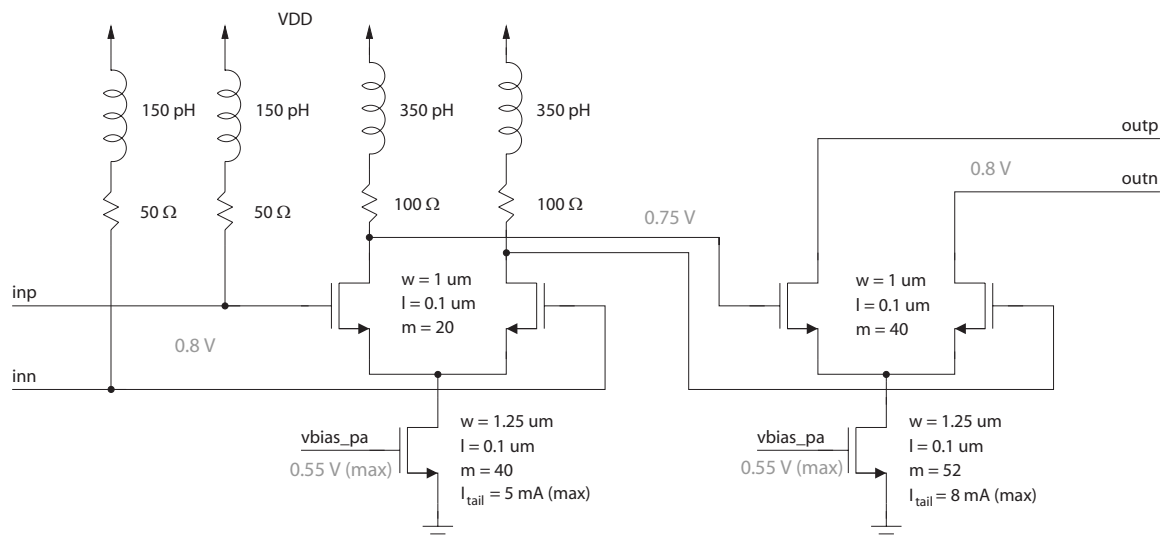 VDD
150 pH
150 pH
350 pH
350 pH
outp
0.8 V
outn
50 Ω
50 Ω
100 Ω
100 Ω
0.75 V
w = 1 um
l = 0.1 um
m = 20
w = 1 um
l = 0.1 um
m = 40
inp
0.8 V
inn
vbias_pa
0.55 V (max)
w = 1.25 um
l = 0.1 um
m = 40
I tail = 5 mA (max)
vbias_pa
0.55 V (max)
w = 1.25 um
l = 0.1 um
m = 52
I tail = 8 mA (max)